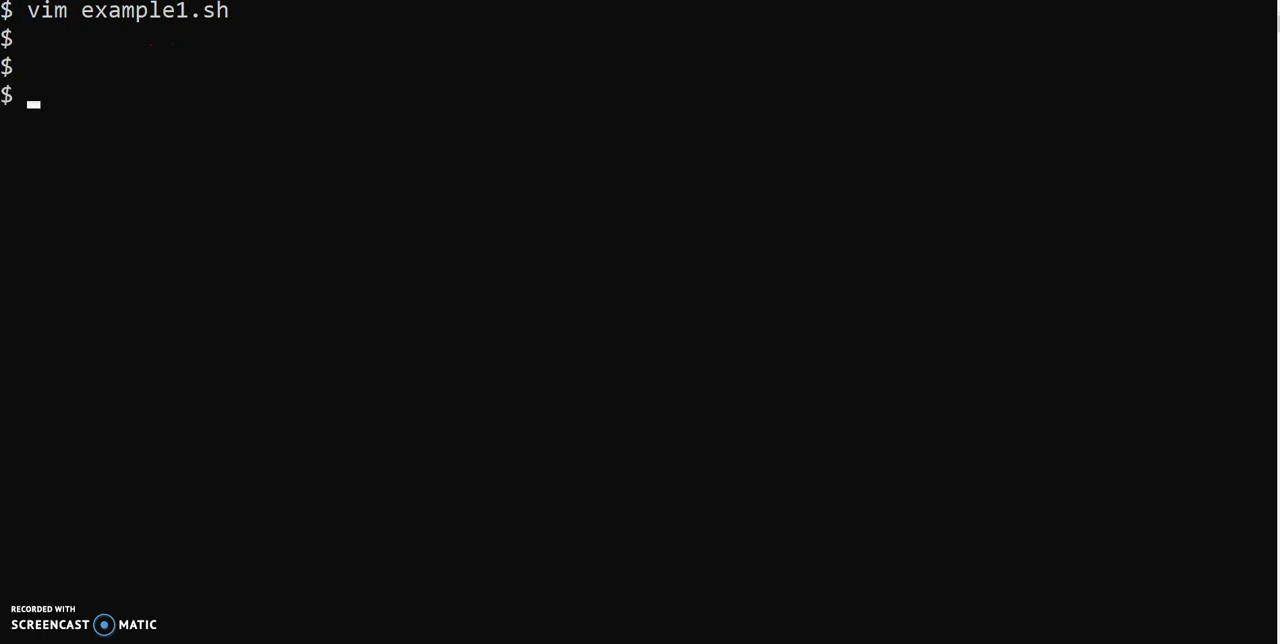 $ vim example1.sh
$
$
$
RECORDED WITH
SCREENCAST MATIC